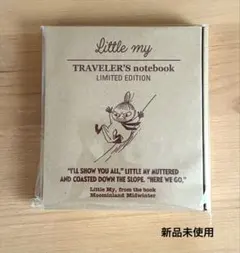 Little my
TRAVELER'S notebook
LIMITED EDITION
"I'LL SHOW YOU ALL," LITTLE MY MUTTERED
AND COASTED DOWN THE SLOPE. "HERE WE GO."
Little My, from the book
Moominland Midwinter
新品未使用